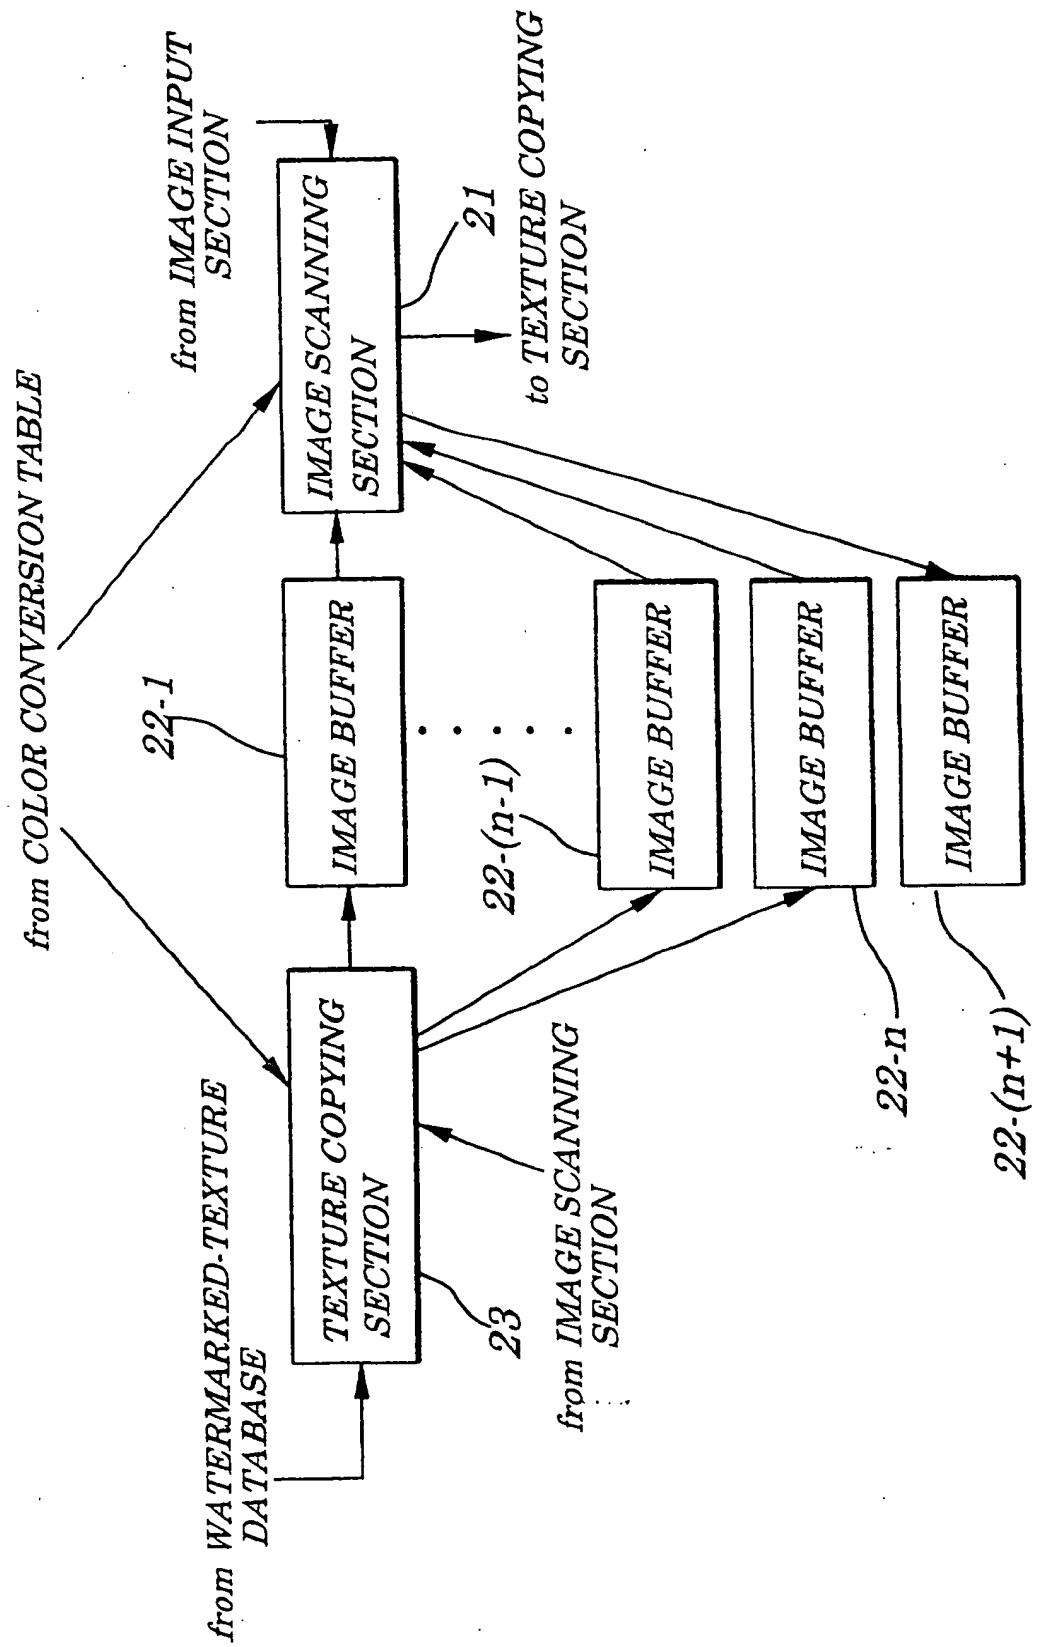 from COLOR CONVERSION TABLE
from WATERMARKED-TEXTURE
DATABASE
from IMAGE INPUT
SECTION
22-1
TEXTURE COPYING
SECTION
IMAGE BUFFER
IMAGE SCANNING
SECTION
23
21
from IMAGE SCANNING
SECTION
to TEXTURE COPYING
SECTION
22-(n-1)
IMAGE BUFFER
IMAGE BUFFER
22-n
IMAGE BUFFER
22-(n+1)